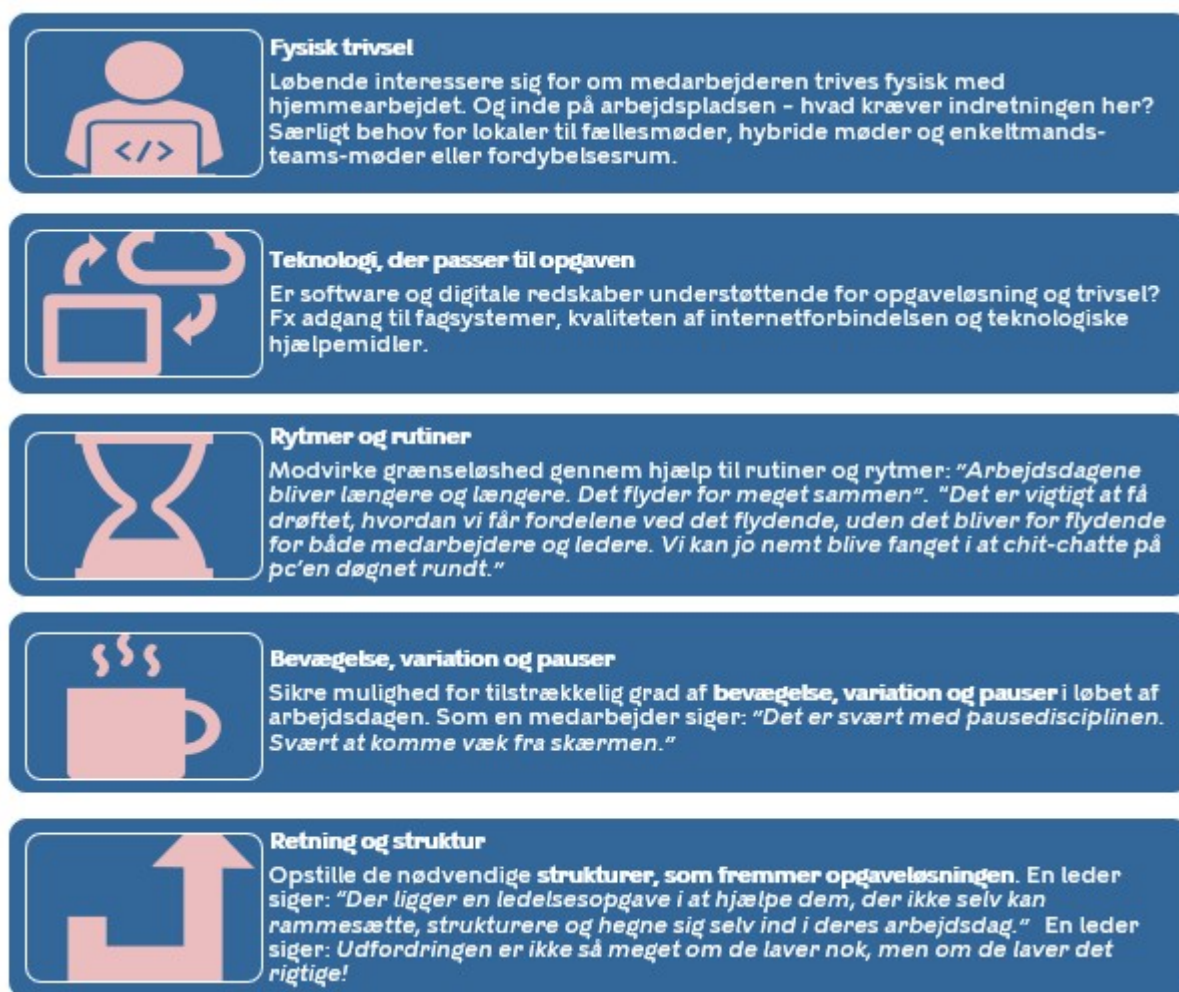 Fysisk trivsel
Løbende interessere sig for om medarbejderen trives fysisk med
hjemmearbejdet. Og inde på arbejdspladsen - hvad kræver indretningen her?
Særligt behov for lokaler til fællesmøder, hybride møder og enkeltmands-
teams-møder eller fordybelsesrum.
</>
Teknologi, der passer til opgaven
Er software og digitale redskaber understøttende for opgaveløsning og trivsel?
Fx adgang til fagsystemer, kvaliteten af internetforbindelsen og teknologiske
hjælpemidler.
Rytmer og rutiner
Modvirke grænseløshed gennem hjælp til rutiner og rytmer: "Arbejdsdagene
bliver længere og længere. Det flyder for meget sammen". "Det er vigtigt at få
drøftet, hvordan vi får fordelene ved det flydende, uden det bliver for flydende
for både medarbejdere og ledere. Vi kan jo nemt blive fanget i at chit-chatte på
pc'en døgnet rundt."
Bevægelse, variation og pauser
Sikre mulighed for tilstrækkelig grad af bevægelse, variation og pauser i løbet af
arbejdsdagen. Som en medarbejder siger: "Det er svært med pausedisciplinen.
Svært at komme væk fra skærmen."
Retning og struktur
Opstille de nødvendige strukturer, som fremmer opgaveløsningen. En leder
siger: "Der ligger en ledelsesopgave i at hjælpe dem, der ikke selv kan
rammesætte, strukturere og hegne sig selv ind i deres arbejdsdag." En leder
siger: Udfordringen er ikke så meget om de laver nok, men om de laver det
rigtige!